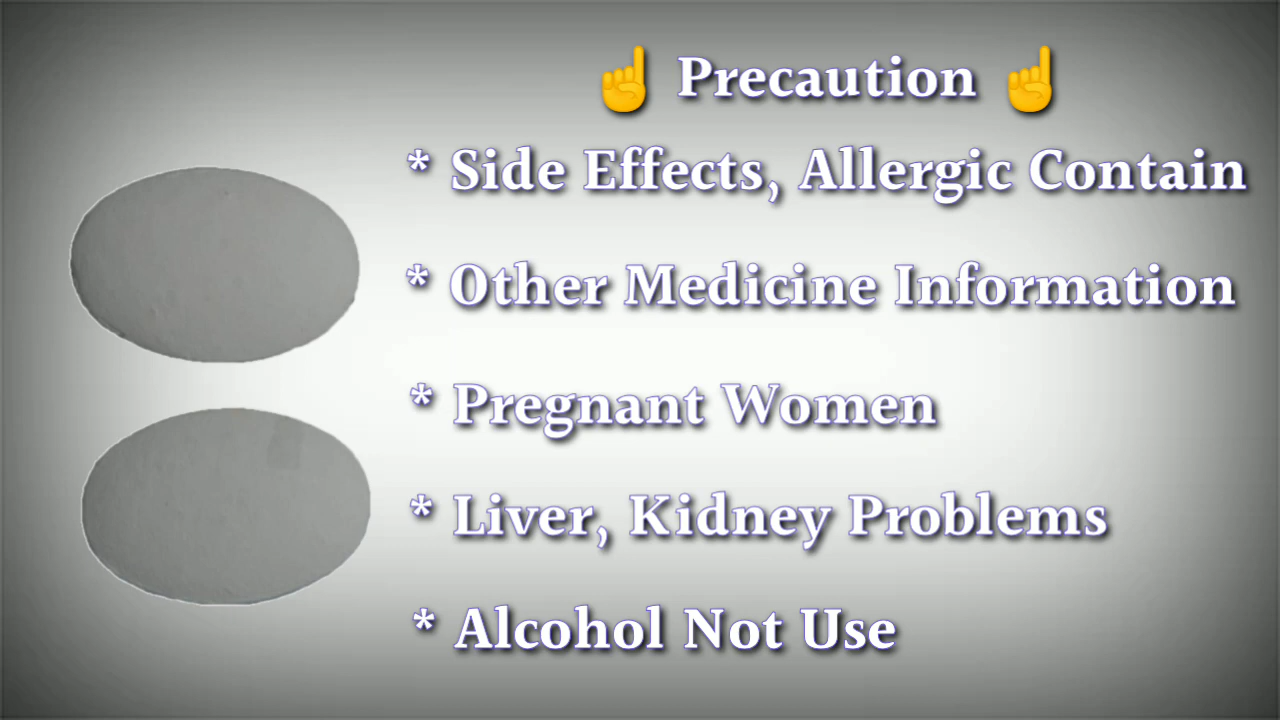 ☝ Precaution ☝
* Side Effects, Allergic Contain
* Other Medicine Information
* Pregnant Women
* Liver, Kidney Problems
* Alcohol Not Use